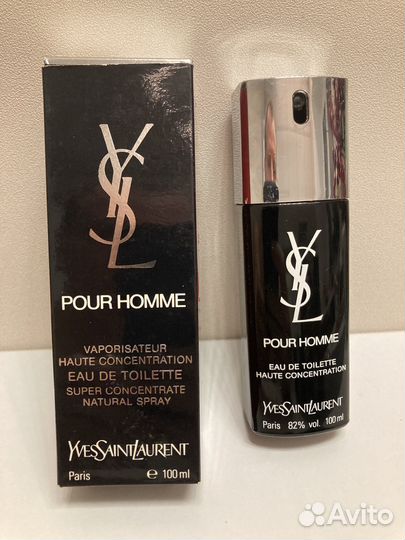 YSL
POUR HOMME
VAPORISATEUR
HAUTE CONCENTRATION
EAU DE TOILETTE
SUPER CONCENTRATE
NATURAL SPRAY
YVESSAINTLAURENT
Paris ℮ 100 ml
YSL
POUR HOMME
EAU DE TOILETTE
HAUTE CONCENTRATION
YVESSAINTLAURENT
Paris 82% vol. 100 ml
Avito